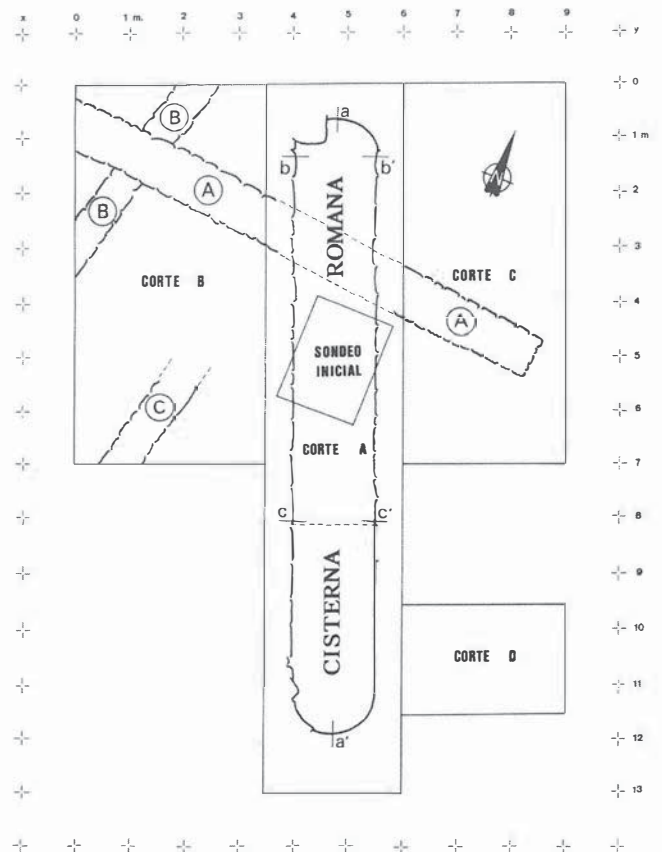 x 0 1 m. 2 3 4 5 6 7 8 9 y
0
a
B
1 m
b b'
A
2
B
ROMANA
3
CORTE B
CORTE C
4
A
SONDEO
INICIAL
5
C
6
CORTE A
7
c c'
8
9
CISTERNA
10
CORTE D
11
a'
12
13
N